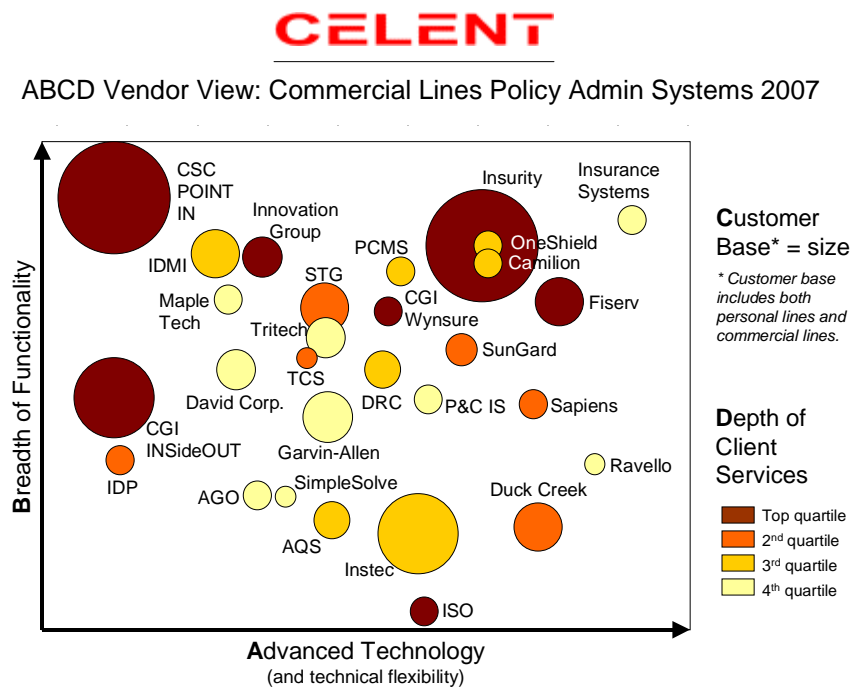 CELENT
ABCD Vendor View: Commercial Lines Policy Admin Systems 2007
Breadth of Functionality
CSC
POINT
IN
Innovation
Group
IDMI
Maple
Tech
STG
Tritech
TCS
David Corp.
PCMS
CGI
Wynsure
Insurity
OneShield
Camilion
Insurance
Systems
Fiserv
SunGard
DRC
P&C IS
Sapiens
CGI
INSideOUT
IDP
Garvin-Allen
AGO
SimpleSolve
AQS
Instec
Duck Creek
Ravello
ISO
Customer
Base* = size
* Customer base
includes both
personal lines and
commercial lines.
Depth of
Client
Services
Top quartile
2nd quartile
3rd quartile
4th quartile
Advanced Technology
(and technical flexibility)